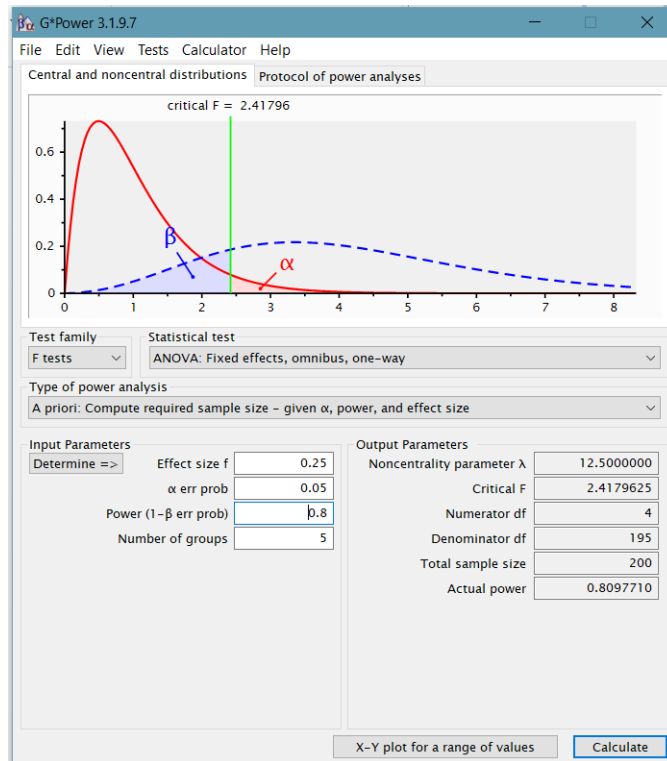 βα G*Power 3.1.9.7
File Edit View Tests Calculator Help
Central and noncentral distributions Protocol of power analyses
critical F = 2.41796
0.6
0.4
0.2
0
β
α
0 1 2 3 4 5 6 7 8
Test family Statistical test
F tests ANOVA: Fixed effects, omnibus, one-way
Type of power analysis
A priori: Compute required sample size – given α, power, and effect size
Input Parameters
Determine =>
Effect size f 0.25
α err prob 0.05
Power (1-β err prob) 0.8
Number of groups 5
Output Parameters
Noncentrality parameter λ 12.5000000
Critical F 2.4179625
Numerator df 4
Denominator df 195
Total sample size 200
Actual power 0.8097710
X-Y plot for a range of values Calculate